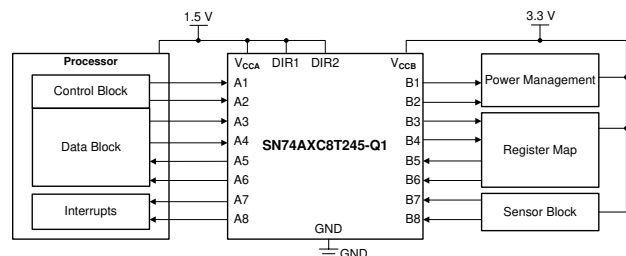 1.5 V
3.3 V
Processor
VCCA DIR1 DIR2 VCCB
Control Block
Data Block
Interrupts
A1
A2
A3
A4
A5
A6
A7
A8
SN74AXC8T245-Q1
B1
B2
B3
B4
B5
B6
B7
B8
Power Management
Register Map
Sensor Block
GND
GND